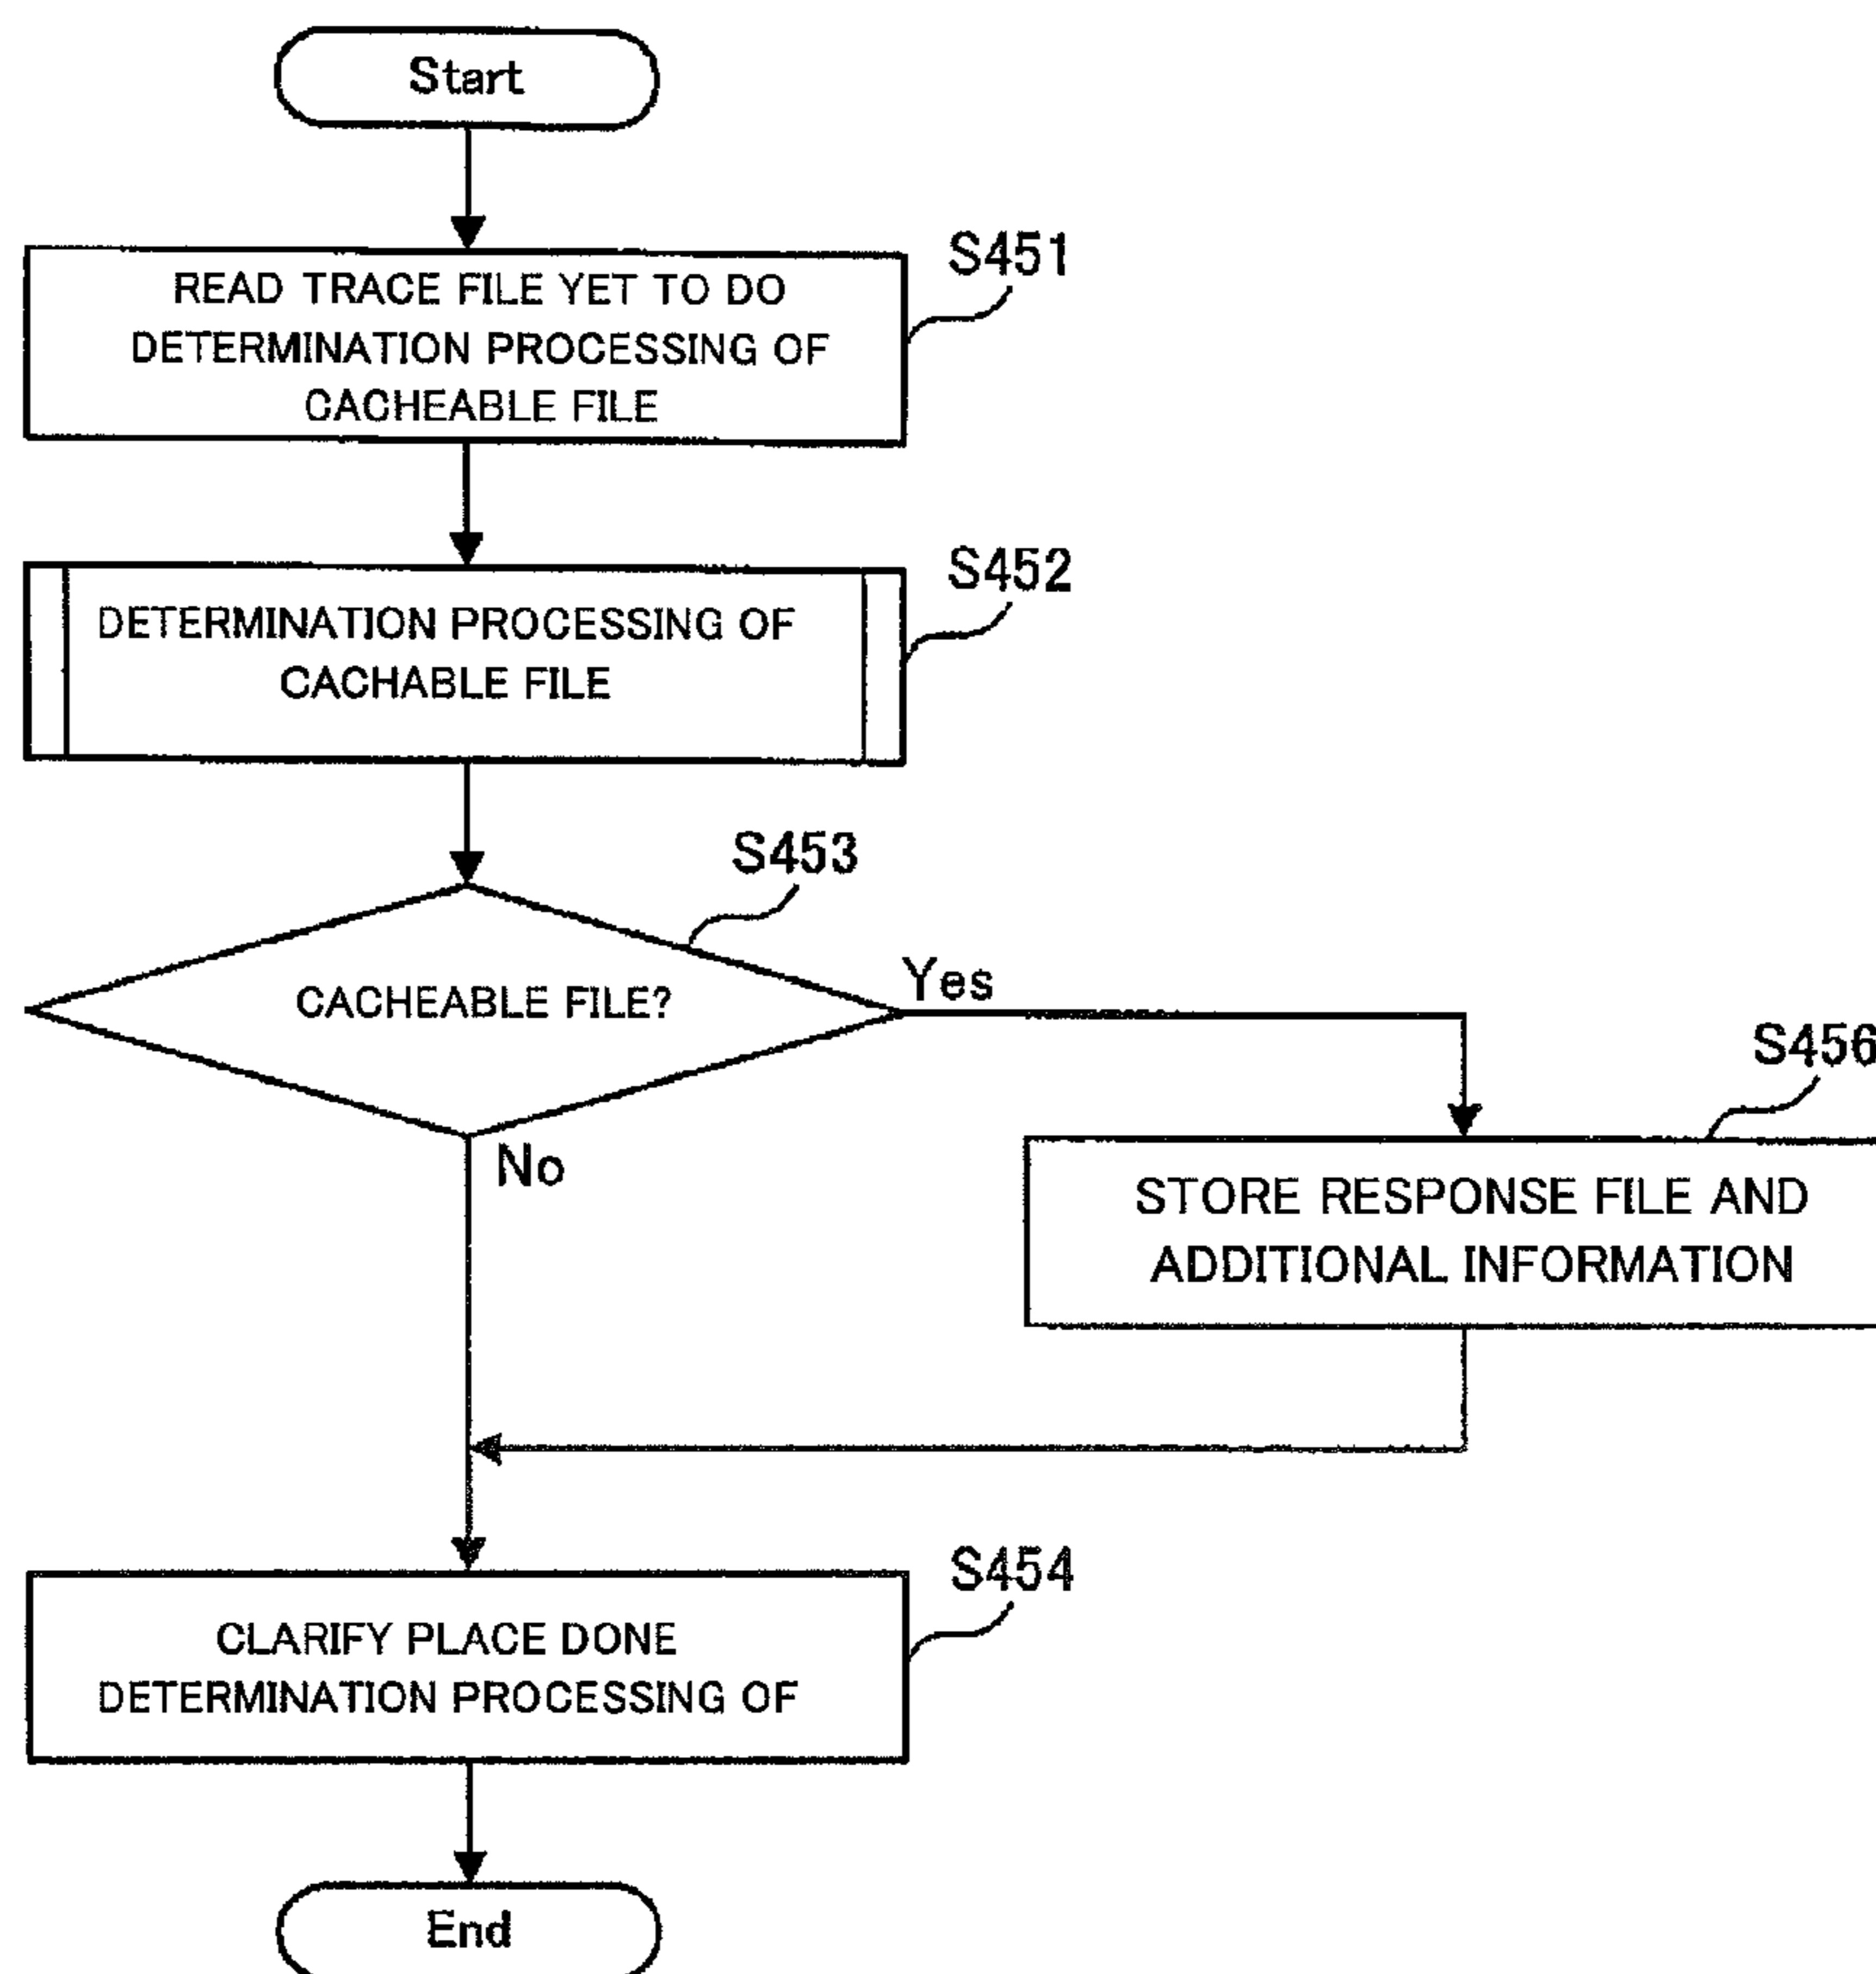 Start
S451
READ TRACE FILE YET TO DO
DETERMINATION PROCESSING OF
CACHEABLE FILE
S452
DETERMINATION PROCESSING OF
CACHABLE FILE
S453
CACHEABLE FILE?
Yes
No
S456
STORE RESPONSE FILE AND
ADDITIONAL INFORMATION
S454
CLARIFY PLACE DONE
DETERMINATION PROCESSING OF
End